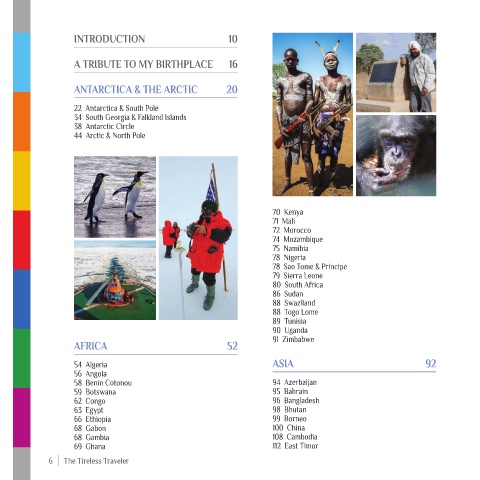 INTRODUCTION 10
A TRIBUTE TO MY BIRTHPLACE 16
ANTARCTICA & THE ARCTIC 20
22 Antarctica & South Pole
34 South Georgia & Falkland Islands
38 Antarctic Circle
44 Arctic & North Pole
AFRICA 52
54 Algeria
56 Angola
58 Benin Cotonou
59 Botswana
62 Congo
63 Egypt
66 Ethiopia
68 Gabon
68 Gambia
69 Ghana
70 Kenya
71 Mali
72 Morocco
74 Mozambique
75 Namibia
78 Nigeria
78 Sao Tome & Principe
79 Sierra Leone
80 South Africa
86 Sudan
88 Swaziland
88 Togo Lome
89 Tunisia
90 Uganda
91 Zimbabwe
ASIA 92
94 Azerbaijan
95 Bahrain
96 Bangladesh
98 Bhutan
99 Borneo
100 China
108 Cambodia
112 East Timor
6 | The Tireless Traveler